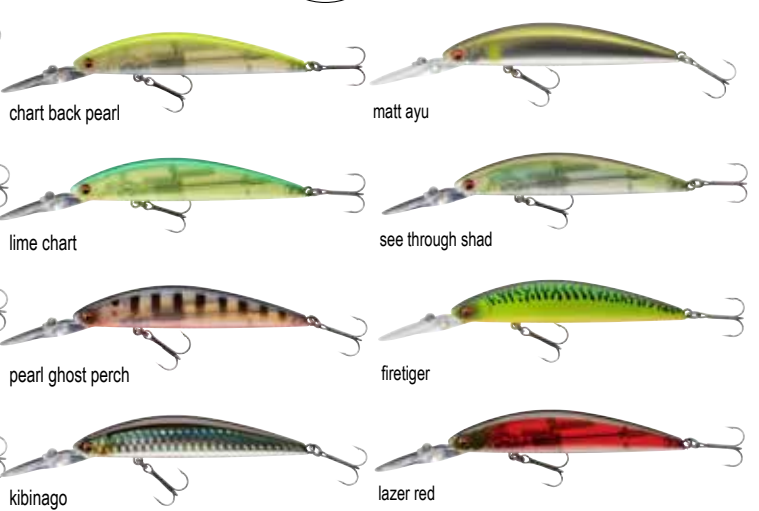 chart back pearl
matt ayu
lime chart
see through shad
pearl ghost perch
firetiger
kibinago
lazer red